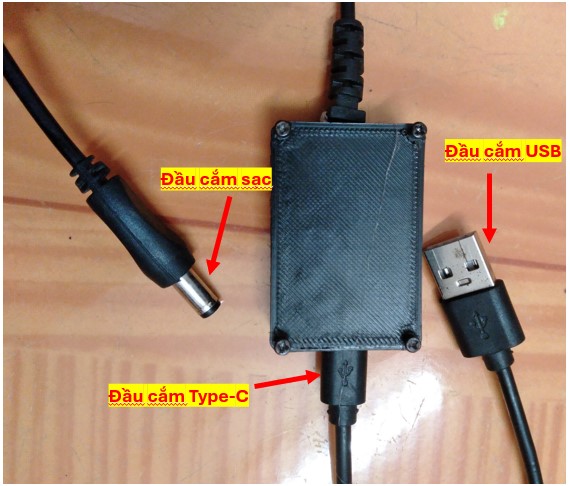 Đầu cắm sạc
Đầu cắm USB
Đầu cắm Type-C